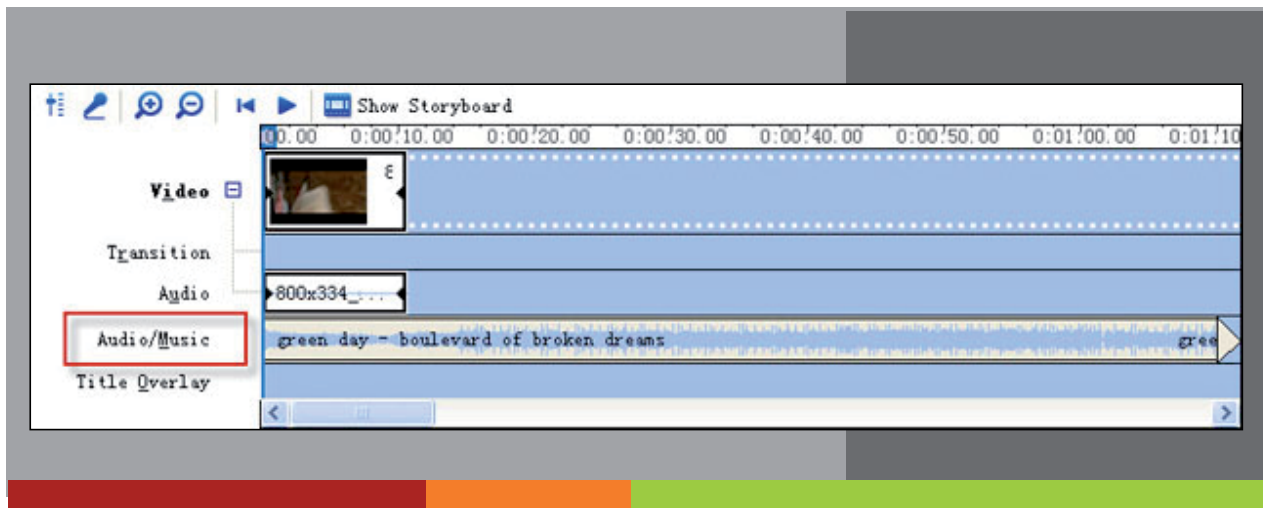 Show Storyboard
00.00 0:00:10.00 0:00:20.00 0:00:30.00 0:00:40.00 0:00:50.00 0:01:00.00 0:01:10
Video
Transition
Audio
800x334_...
Audio/Music
green day - boulevard of broken dreams
gree
Title Overlay